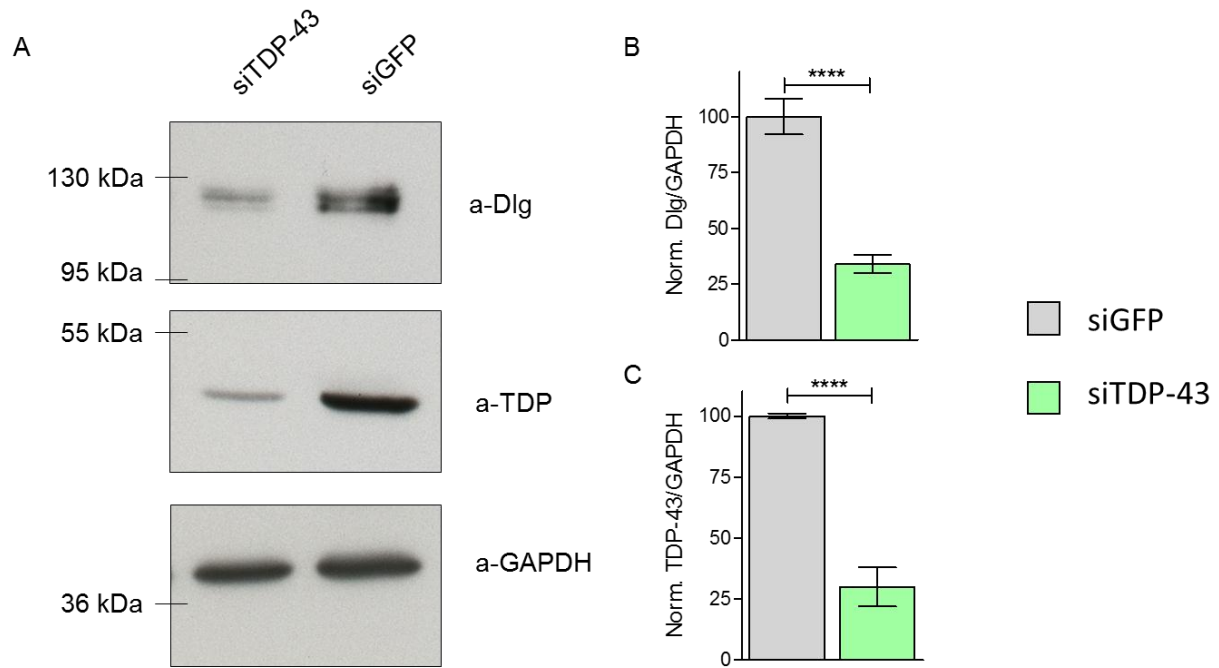 A
siTDP-43
siGFP
130 kDa
a-Dlg
95 kDa
55 kDa
a-TDP
a-GAPDH
36 kDa
B
****
Norm. Dlg/GAPDH
100
75
50
25
0
C
****
Norm. TDP-43/GAPDH
100
75
50
25
0
siGFP
siTDP-43